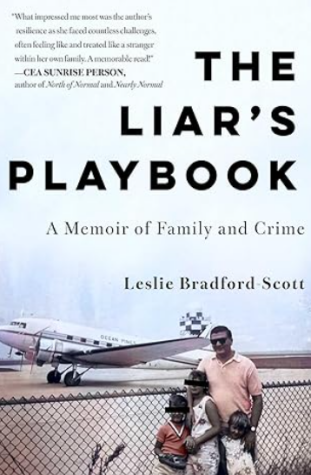 "What impressed me most was the author's
resilience as she faced countless challenges,
often feeling like and treated like a stranger
within her own family. A memorable read!"
—CEA SUNRISE PERSON,
author of North of Normal and Nearly Normal
THE
LIAR'S
PLAYBOOK
A Memoir of Family and Crime
Leslie Bradford-Scott